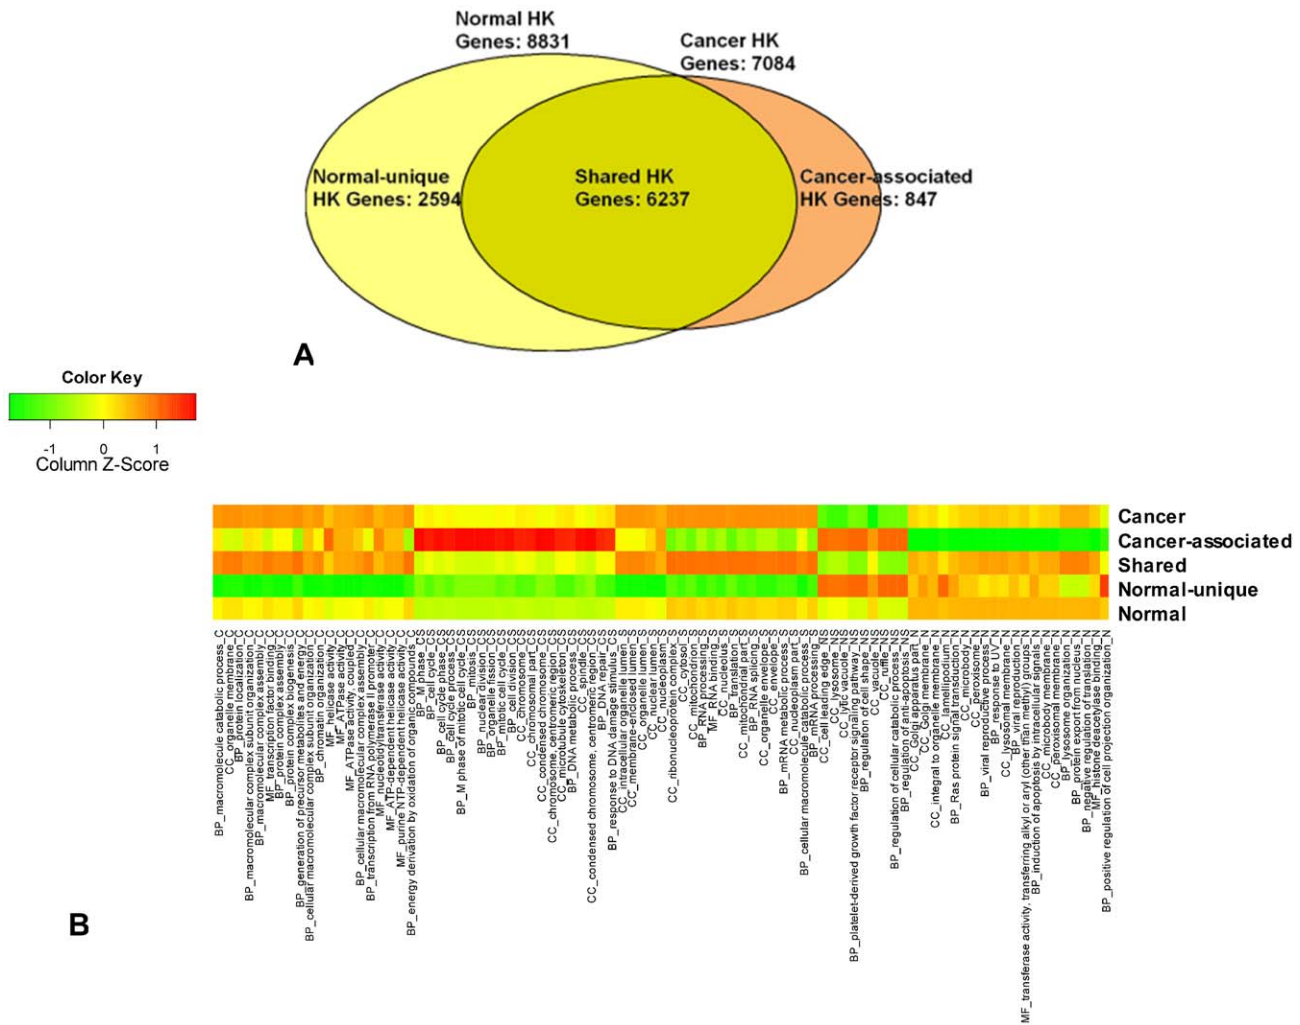 Normal HK
Genes: 8831
Cancer HK
Genes: 7084
Normal-unique
HK Genes: 2594
Shared HK
Genes: 6237
Cancer-associated
HK Genes: 847
A
Color Key
-1 0 1
Column Z-Score
Cancer
Cancer-associated
Shared
Normal-unique
Normal
BP_macromolecule catabolic process_C
CC_organelle membrane_C
BP_protein localization_C
BP_macromolecular complex subunit organization_C
BP_macromolecular complex assembly_C
MF_transcription factor binding_C
BP_protein complex assembly_C
BP_protein complex biogenesis_C
BP_generation of precursor metabolites and energy_C
BP_cellular macromolecular complex subunit organization_C
BP_chromatin organization_C
MF_helicase activity_C
MF_ATPase activity_C
MF_ATPase activity, coupled_C
BP_cellular macromolecular complex assembly_C
BP_transcription from RNA polymerase II promoter_C
MF_nucleotidyltransferase activity_C
MF_ATP-dependent helicase activity_C
MF_purine NTP-dependent helicase activity_C
BP_energy derivation by oxidation of organic compounds_C
BP_M phase_CS
BP_cell cycle_CS
BP_cell cycle phase_CS
BP_cell cycle process_CS
BP_M phase of mitotic cell cycle_CS
BP_mitosis_CS
BP_nuclear division_CS
BP_organelle fission_CS
BP_mitotic cell cycle_CS
BP_cell division_CS
CC_chromosome_CS
CC_chromosomal part_CS
CC_condensed chromosome_CS
CC_chromosome, centromeric region_CS
CC_microtubule cytoskeleton_CS
BP_DNA metabolic process_CS
CC_spindle_CS
CC_condensed chromosome, centromeric region_CS
BP_DNA repair_CS
BP_response to DNA damage stimulus_CS
CC_intracellular organelle lumen_S
CC_membrane-enclosed lumen_S
CC_organelle lumen_S
CC_nuclear lumen_S
CC_nucleoplasm_S
CC_ribonucleoprotein complex_S
CC_cytosol_S
CC_mitochondrion_S
BP_RNA processing_S
MF_RNA binding_S
CC_nucleolus_S
BP_translation_S
CC_mitochondrial part_S
BP_RNA splicing_S
CC_organelle envelope_S
CC_envelope_S
BP_mRNA metabolic process_S
CC_nucleoplasm part_S
BP_cellular macromolecule catabolic process_S
BP_mRNA processing_S
CC_cell leading edge_NS
CC_lysosome_NS
CC_lytic vacuole_NS
BP_platelet-derived growth factor receptor signaling pathway_NS
BP_regulation of cell shape_NS
CC_vacuole_NS
CC_ruffle_NS
BP_regulation of cellular catabolic process_NS
BP_regulation of anti-apoptosis_NS
CC_Golgi apparatus part_N
CC_Golgi membrane_N
CC_integral to organelle membrane_N
CC_lamellipodium_N
BP_Ras protein signal transduction_N
CC_microbody_N
CC_peroxisome_N
BP_viral reproductive process_N
BP_response to UV_N
CC_lysosomal membrane_N
BP_viral reproduction_N
MF_transferase activity, transferring alkyl or aryl (other than methyl) groups_N
BP_induction of apoptosis by intracellular signals_N
CC_microbody membrane_N
CC_peroxisomal membrane_N
BP_lysosome organization_N
BP_protein export from nucleus_N
BP_negative regulation of translation_N
MF_histone deacetylase binding_N
BP_positive regulation of cell projection organization_N
B